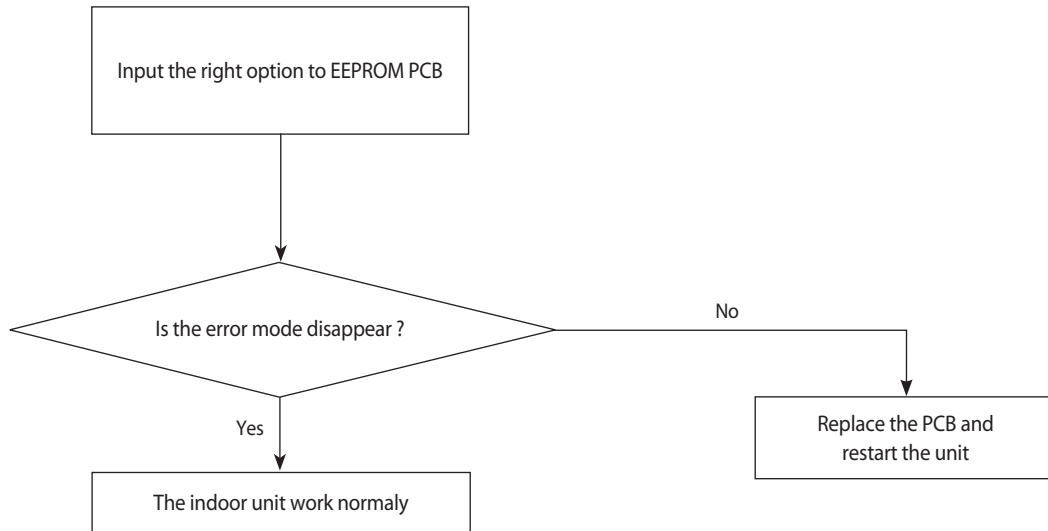 Input the right option to EEPROM PCB
Is the error mode disappear ?
No
Yes
Replace the PCB and
restart the unit
The indoor unit work normaly